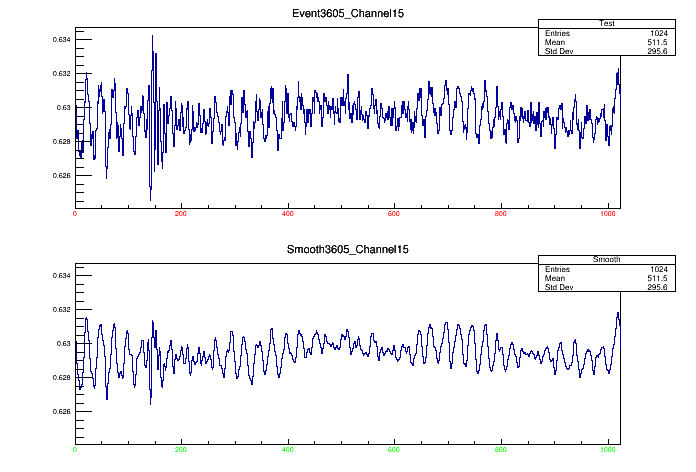 Event3605_Channel15
Test
Entries 1024
Mean 511.5
Std Dev 295.6
0.634
0.632
0.63
0.628
0.626
0 200 400 600 800 1000
Smooth3605_Channel15
Smooth
Entries 1024
Mean 511.5
Std Dev 295.6
0.634
0.632
0.63
0.628
0.626
0 200 400 600 800 1000